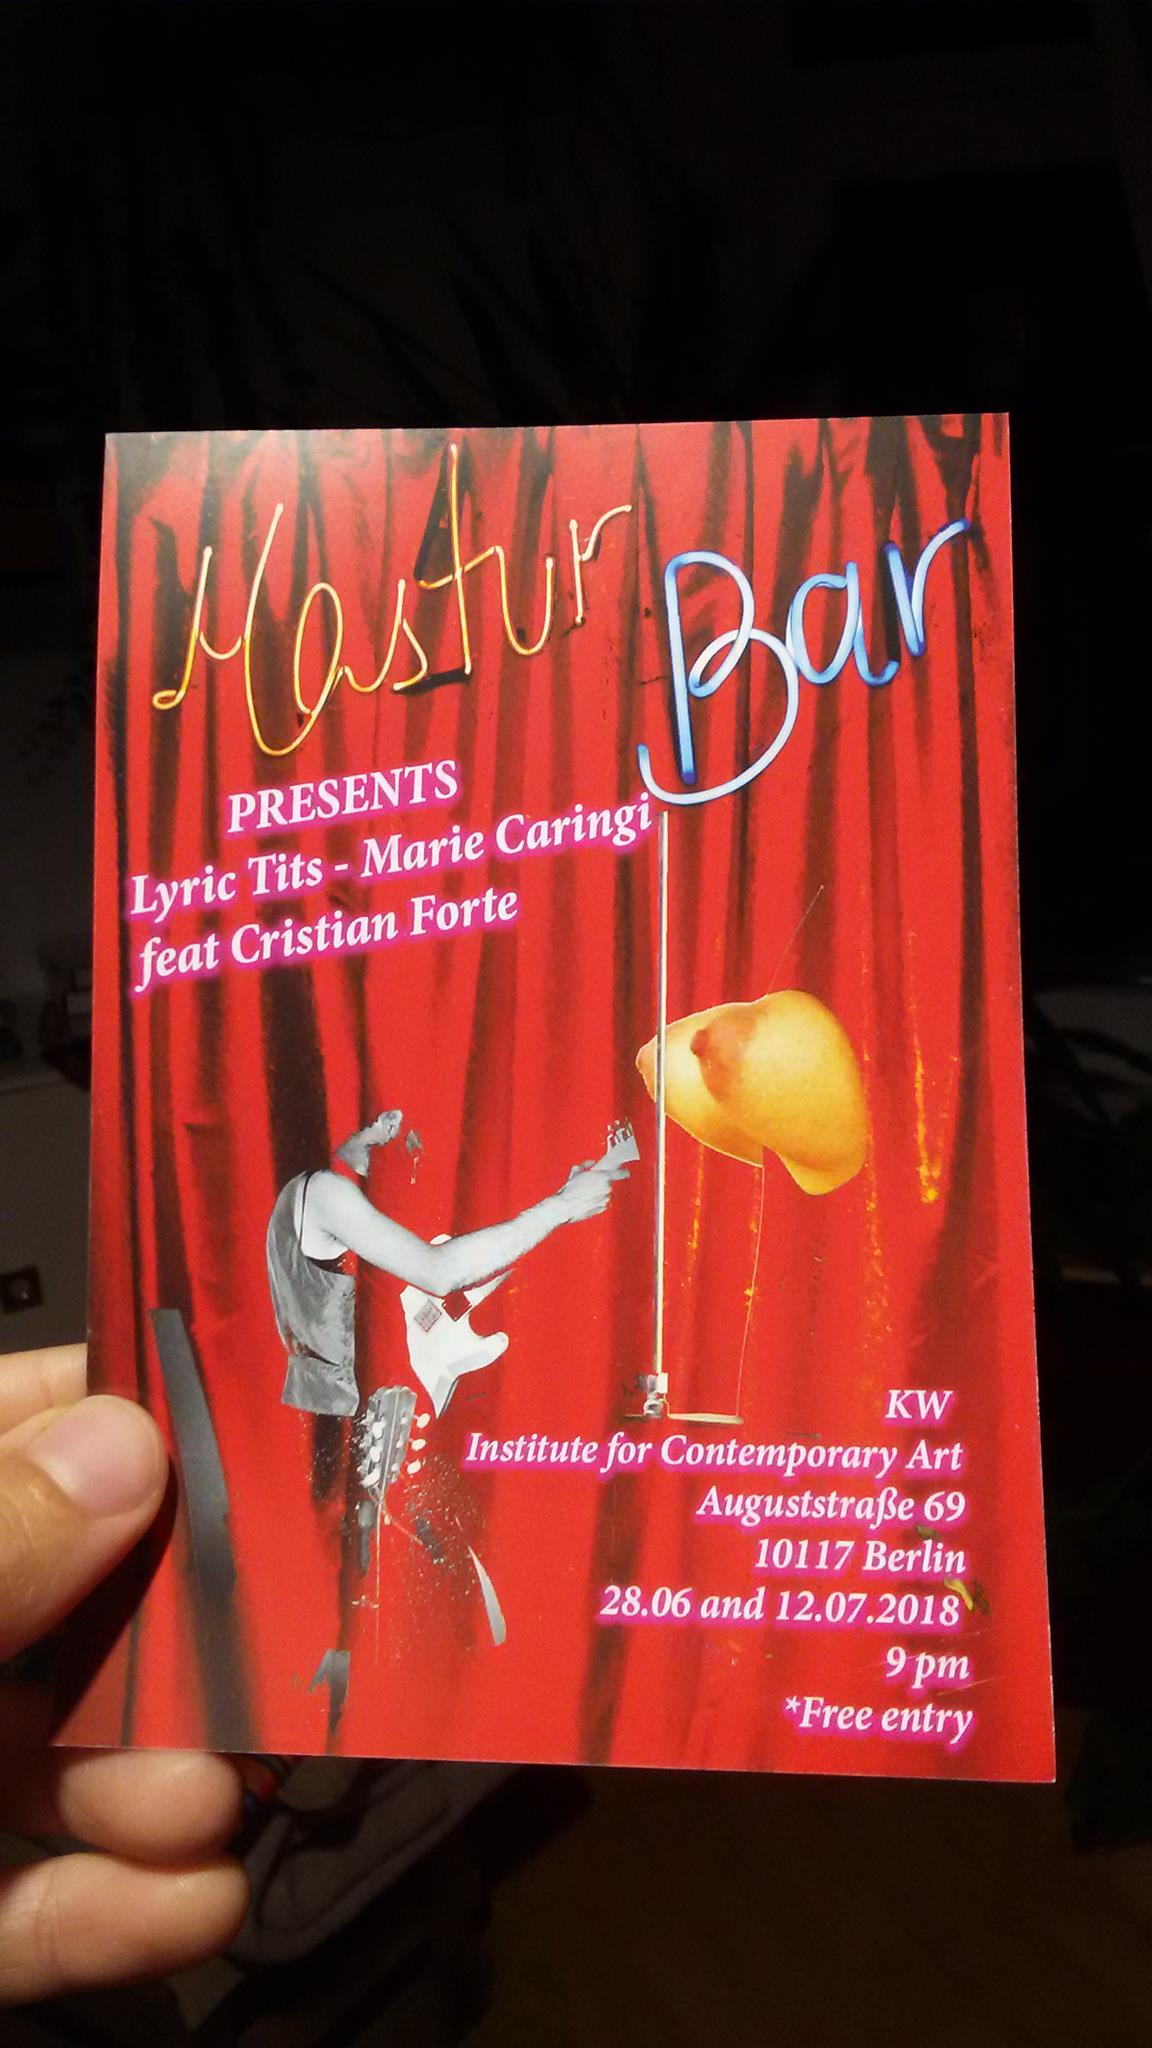 Mastur Bar
PRESENTS
Lyric Tits - Marie Caringi
feat Cristian Forte
KW
Institute for Contemporary Art
Auguststraße 69
10117 Berlin
28.06 and 12.07.2018
9 pm
*Free entry